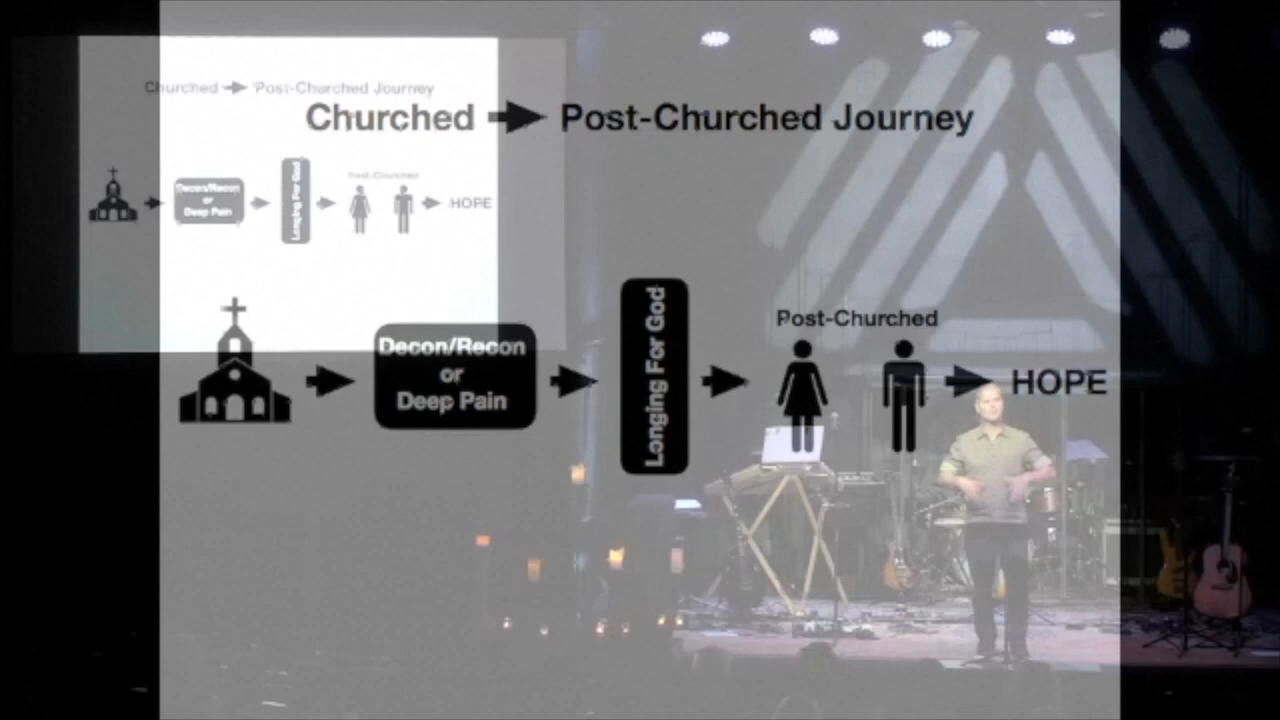 Churched Post-Churched Journey
Churched Post-Churched Journey
Post-Churched
Decon/Recon
or
Deep Pain
Longing For God
HOPE
Post-Churched
Decon/Recon
or
Deep Pain
Longing For God
HOPE